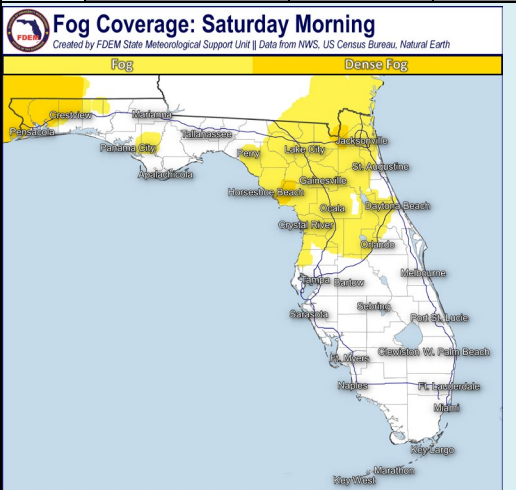 Fog Coverage: Saturday Morning
FDEM
Created by FDEM State Meteorological Support Unit || Data from NWS, US Census Bureau, Natural Earth
Fog
Dense Fog
Crestview
Marianna
Pensacola
Tallahassee
Jacksonville
Panama City
Perry
Lake City
St. Augustine
Apalachicola
Gainesville
Horseshoe Beach
Ocala
Daytona Beach
Crystal River
Orlando
Melbourne
Tampa
Bartow
Sebring
Sarasota
Port St. Lucie
Ft. Myers
Clewiston
W. Palm Beach
Naples
Ft. Lauderdale
Miami
Key Largo
Marathon
Key West